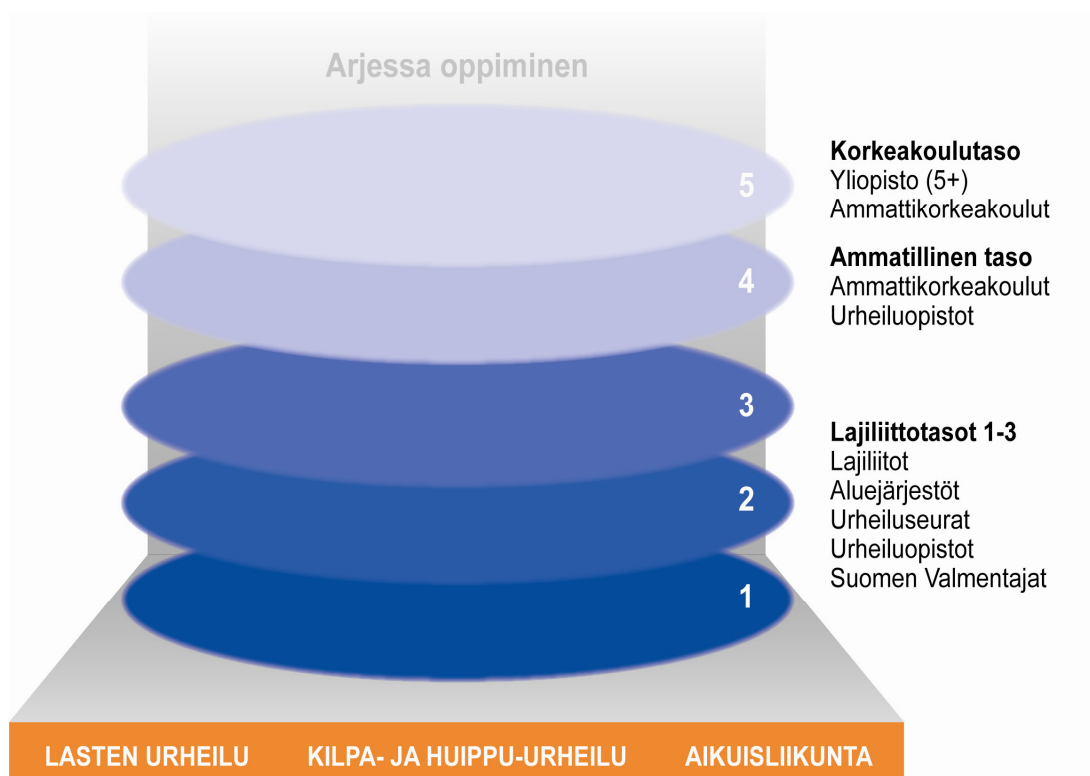 Arjessa oppiminen
5
Korkeakoulutaso
Yliopisto (5+)
Ammattikorkeakoulut
4
Ammatillinen taso
Ammattikorkeakoulut
Urheiluopistot
3
2
1
Lajiliittotasot 1-3
Lajiliitot
Aluejärjestöt
Urheiluseurat
Urheiluopistot
Suomen Valmentajat
LASTEN URHEILU KILPA- JA HUIPPU-URHEILU AIKUISLIIKUNTA